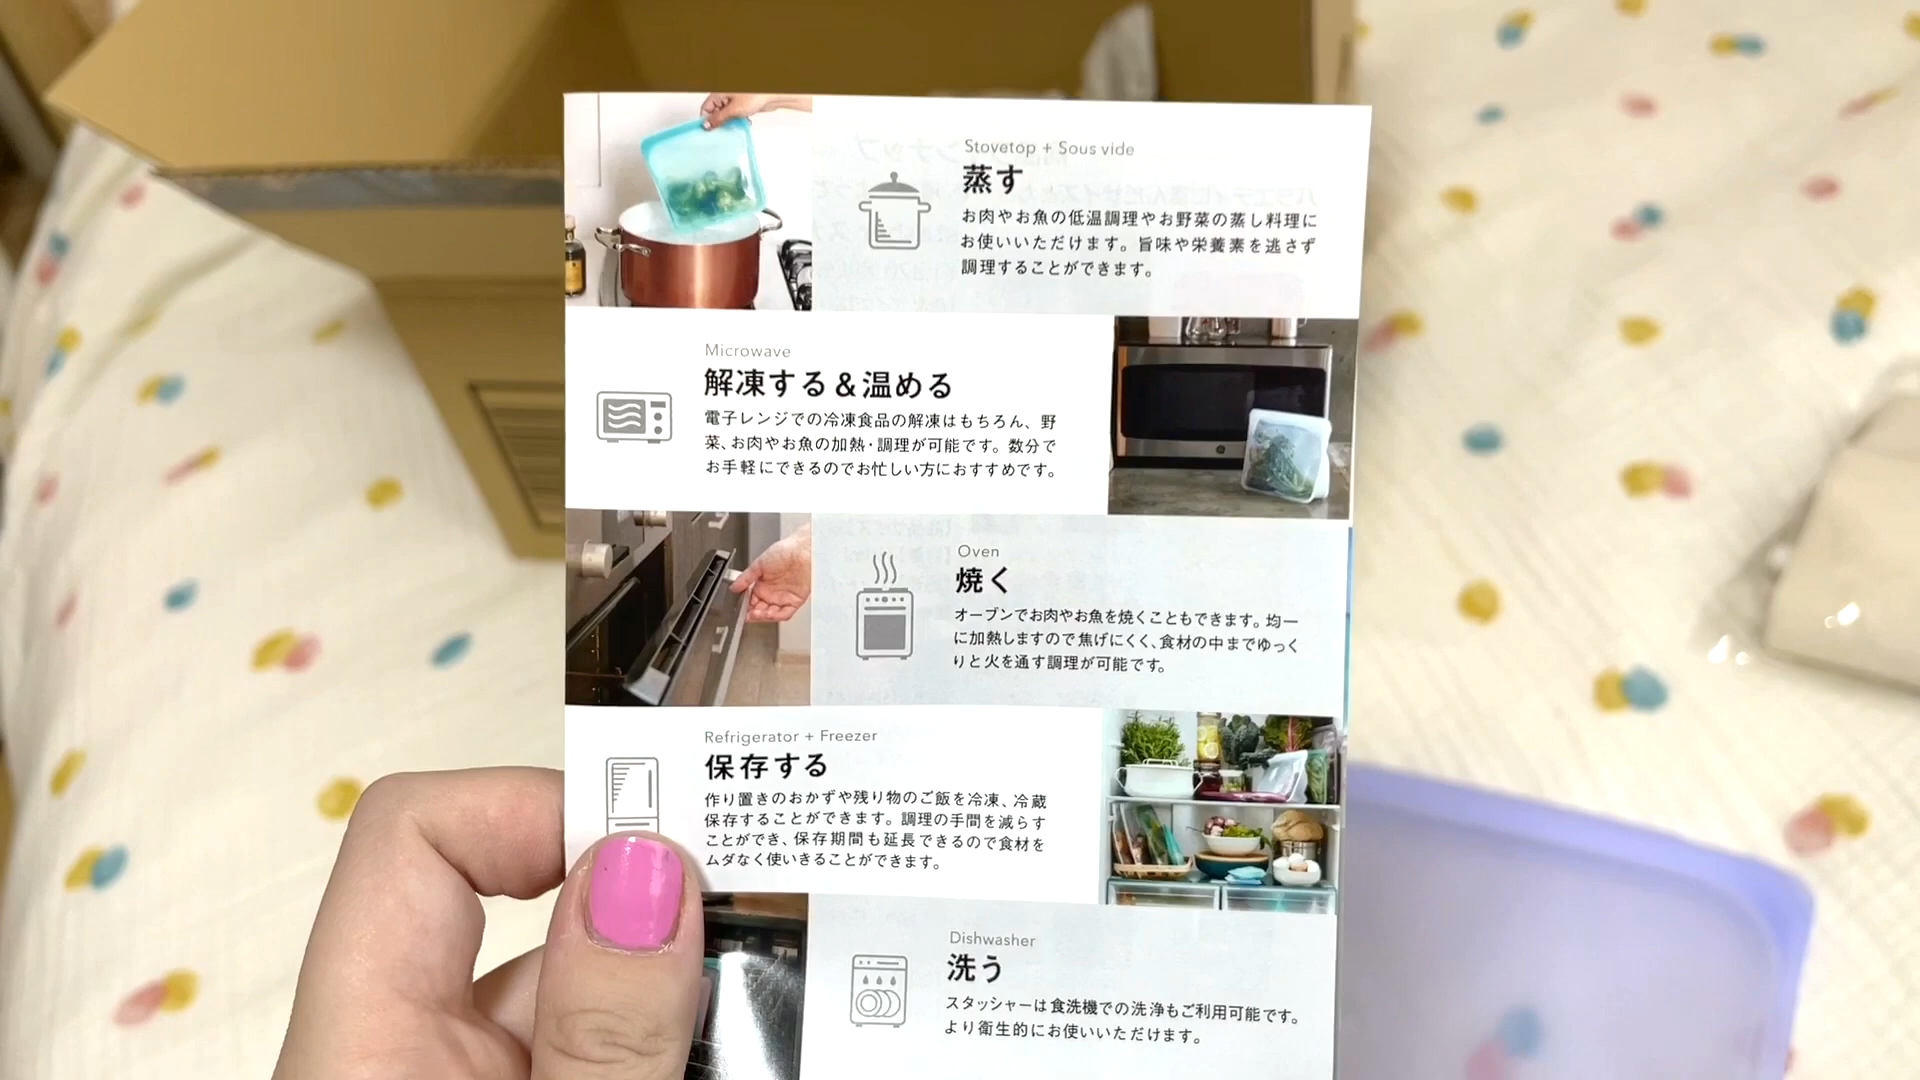 Stovetop + Sous vide
蒸す
お肉やお魚の低温調理やお野菜の蒸し料理に
お使いいただけます。旨味や栄養素を逃さず
調理することができます。
Microwave
解凍する＆温める
電子レンジでの冷凍食品の解凍はもちろん、野
菜、お肉やお魚の加熱・調理が可能です。数分で
お手軽にできるのでお忙しい方におすすめです。
Oven
焼く
オーブンでお肉やお魚を焼くこともできます。均一
に加熱しますので焦げにくく、食材の中までゆっく
りと火を通す調理が可能です。
Refrigerator + Freezer
保存する
作り置きのおかずや残り物のご飯を冷凍、冷蔵
保存することができます。調理の手間を減らす
ことができ、保存期間も延長できるので食材を
ムダなく使いきることができます。
Dishwasher
洗う
スタッシャーは食洗機での洗浄もご利用可能です。
より衛生的にお使いいただけます。